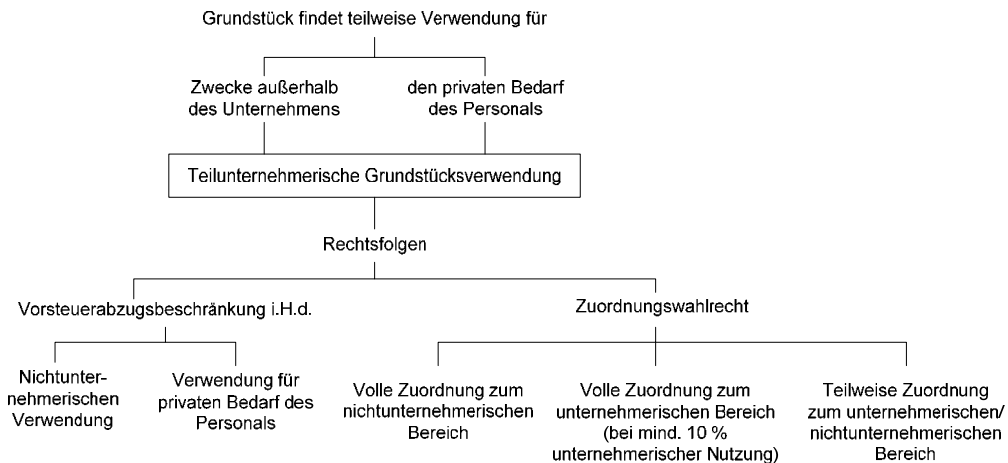 Grundstück findet teilweise Verwendung für
Zwecke außerhalb
des Unternehmens
den privaten Bedarf
des Personals
Teilunternehmerische Grundstücksverwendung
Rechtsfolgen
Vorsteuerabzugsbeschränkung i.H.d.
Zuordnungswahlrecht
Nichtunter-
nehmerischen
Verwendung
Verwendung für
privaten Bedarf des
Personals
Volle Zuordnung zum
nichtunternehmerischen
Bereich
Volle Zuordnung zum
unternehmerischen Bereich
(bei mind. 10 %
unternehmerischer Nutzung)
Teilweise Zuordnung
zum unternehmerischen/
nichtunternehmerischen
Bereich